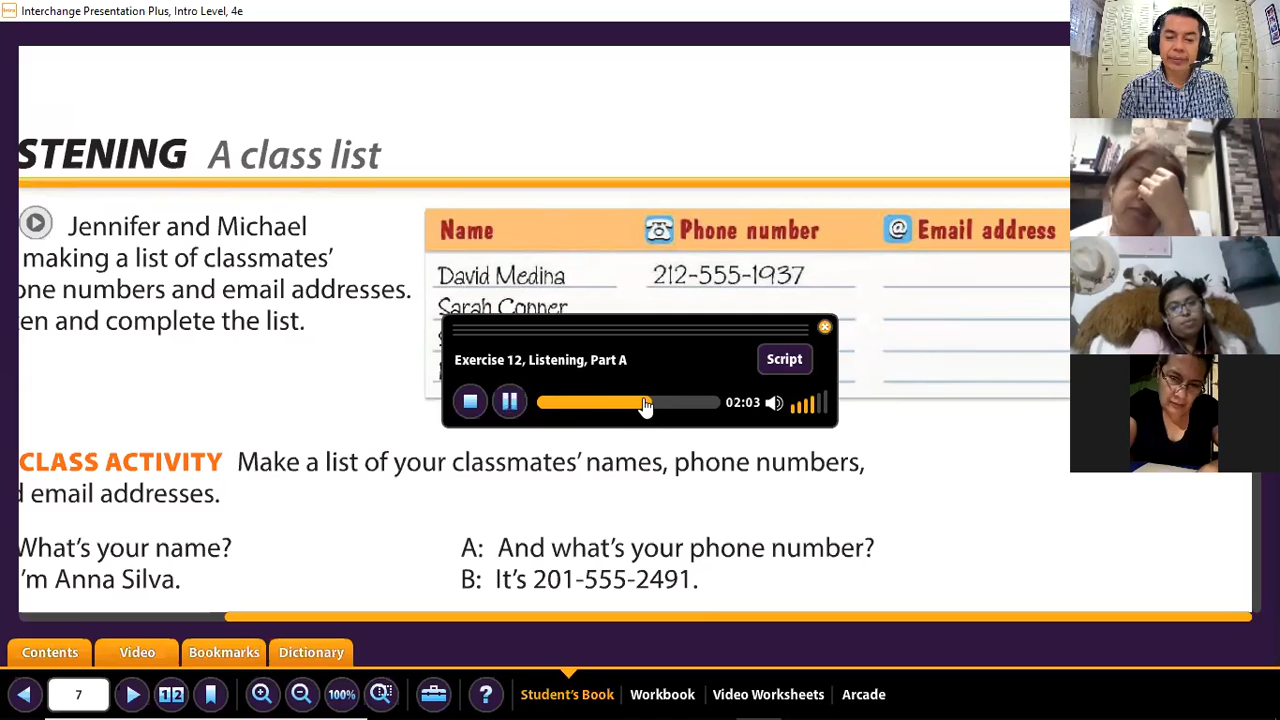 Interchange Presentation Plus, Intro Level, 4e
STENING A class list
Jennifer and Michael
making a list of classmates’
one numbers and email addresses.
en and complete the list.
Name Phone number @ Email address
David Medina 212-555-1937
Sarah Conner
Exercise 12, Listening, Part A Script
02:03
CLASS ACTIVITY Make a list of your classmates’ names, phone numbers,
d email addresses.
What’s your name? A: And what’s your phone number?
’m Anna Silva. B: It’s 201-555-2491.
Contents Video Bookmarks Dictionary
7 12 100% ? Student's Book Workbook Video Worksheets Arcade